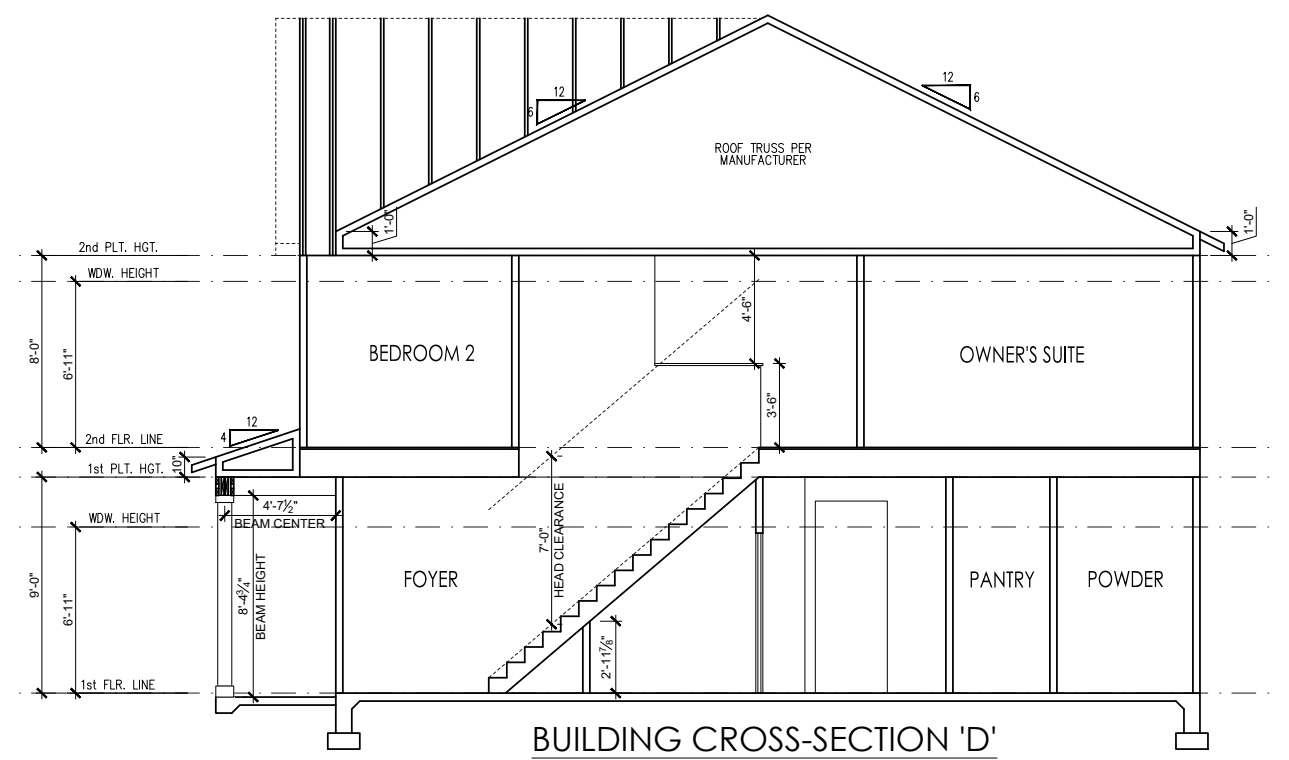 12
6
12
6
ROOF TRUSS PER
MANUFACTURER
1'-0"
1'-0"
2nd PLT. HGT.
WDW. HEIGHT
8'-0"
6'-11"
4'-6"
BEDROOM 2
OWNER'S SUITE
3'-6"
12
4
2nd FLR. LINE
10"
1st PLT. HGT.
4'-7½"
BEAM CENTER
WDW. HEIGHT
9'-0"
6'-11"
8'-4¾"
BEAM HEIGHT
7'-0"
HEAD CLEARANCE
FOYER
PANTRY
POWDER
2'-11⅞"
1st FLR. LINE
BUILDING CROSS-SECTION 'D'